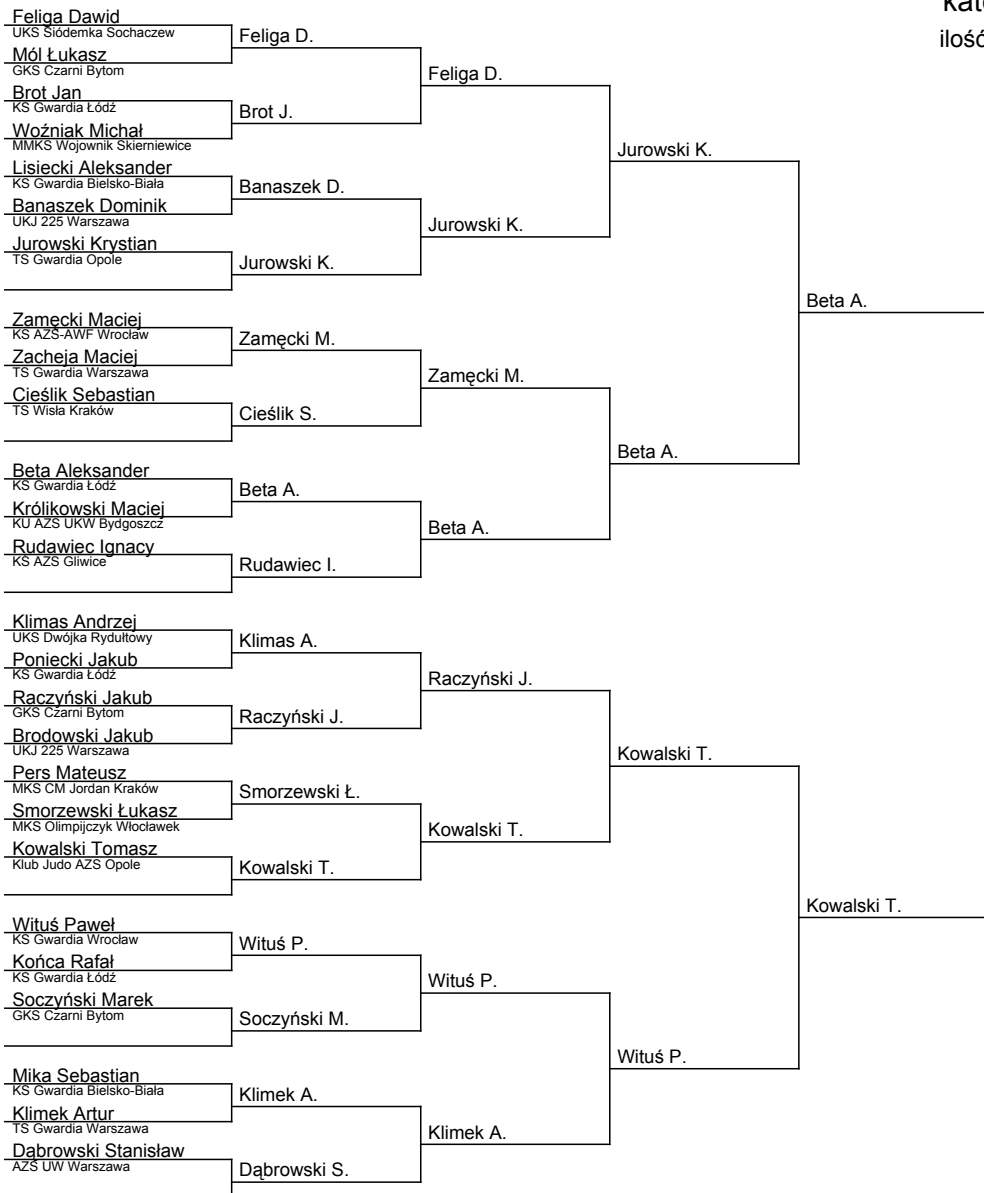 kate
ilość
Feliga Dawid
UKS Siódemka Sochaczew
Mól Łukasz
GKS Czarni Bytom
Brot Jan
KS Gwardia Łódź
Woźniak Michał
MMKS Wojownik Skierniewice
Lisiecki Aleksander
KS Gwardia Bielsko-Biała
Banaszek Dominik
UKJ 225 Warszawa
Jurowski Krystian
TS Gwardia Opole
Zamęcki Maciej
KS AZS-AWF Wrocław
Zacheja Maciej
TS Gwardia Warszawa
Cieślik Sebastian
TS Wisła Kraków
Beta Aleksander
KS Gwardia Łódź
Królikowski Maciej
KU AZS UKW Bydgoszcz
Rudawiec Ignacy
KS AZS Gliwice
Klimas Andrzej
UKS Dwójka Rydułtowy
Poniecki Jakub
KS Gwardia Łódź
Raczyński Jakub
GKS Czarni Bytom
Brodowski Jakub
UKJ 225 Warszawa
Pers Mateusz
MKS CM Jordan Kraków
Smorzewski Łukasz
MKS Olimpijczyk Włocławek
Kowalski Tomasz
Klub Judo AZS Opole
Wituś Paweł
KS Gwardia Wrocław
Końca Rafał
KS Gwardia Łódź
Soczyński Marek
GKS Czarni Bytom
Mika Sebastian
KS Gwardia Bielsko-Biała
Klimek Artur
TS Gwardia Warszawa
Dąbrowski Stanisław
AZS UW Warszawa
Feliga D.
Brot J.
Banaszek D.
Jurowski K.
Zamęcki M.
Cieślik S.
Beta A.
Rudawiec I.
Klimas A.
Raczyński J.
Smorzewski Ł.
Kowalski T.
Wituś P.
Soczyński M.
Klimek A.
Dąbrowski S.
Feliga D.
Jurowski K.
Zamęcki M.
Beta A.
Raczyński J.
Kowalski T.
Wituś P.
Klimek A.
Jurowski K.
Beta A.
Kowalski T.
Wituś P.
Beta A.
Kowalski T.